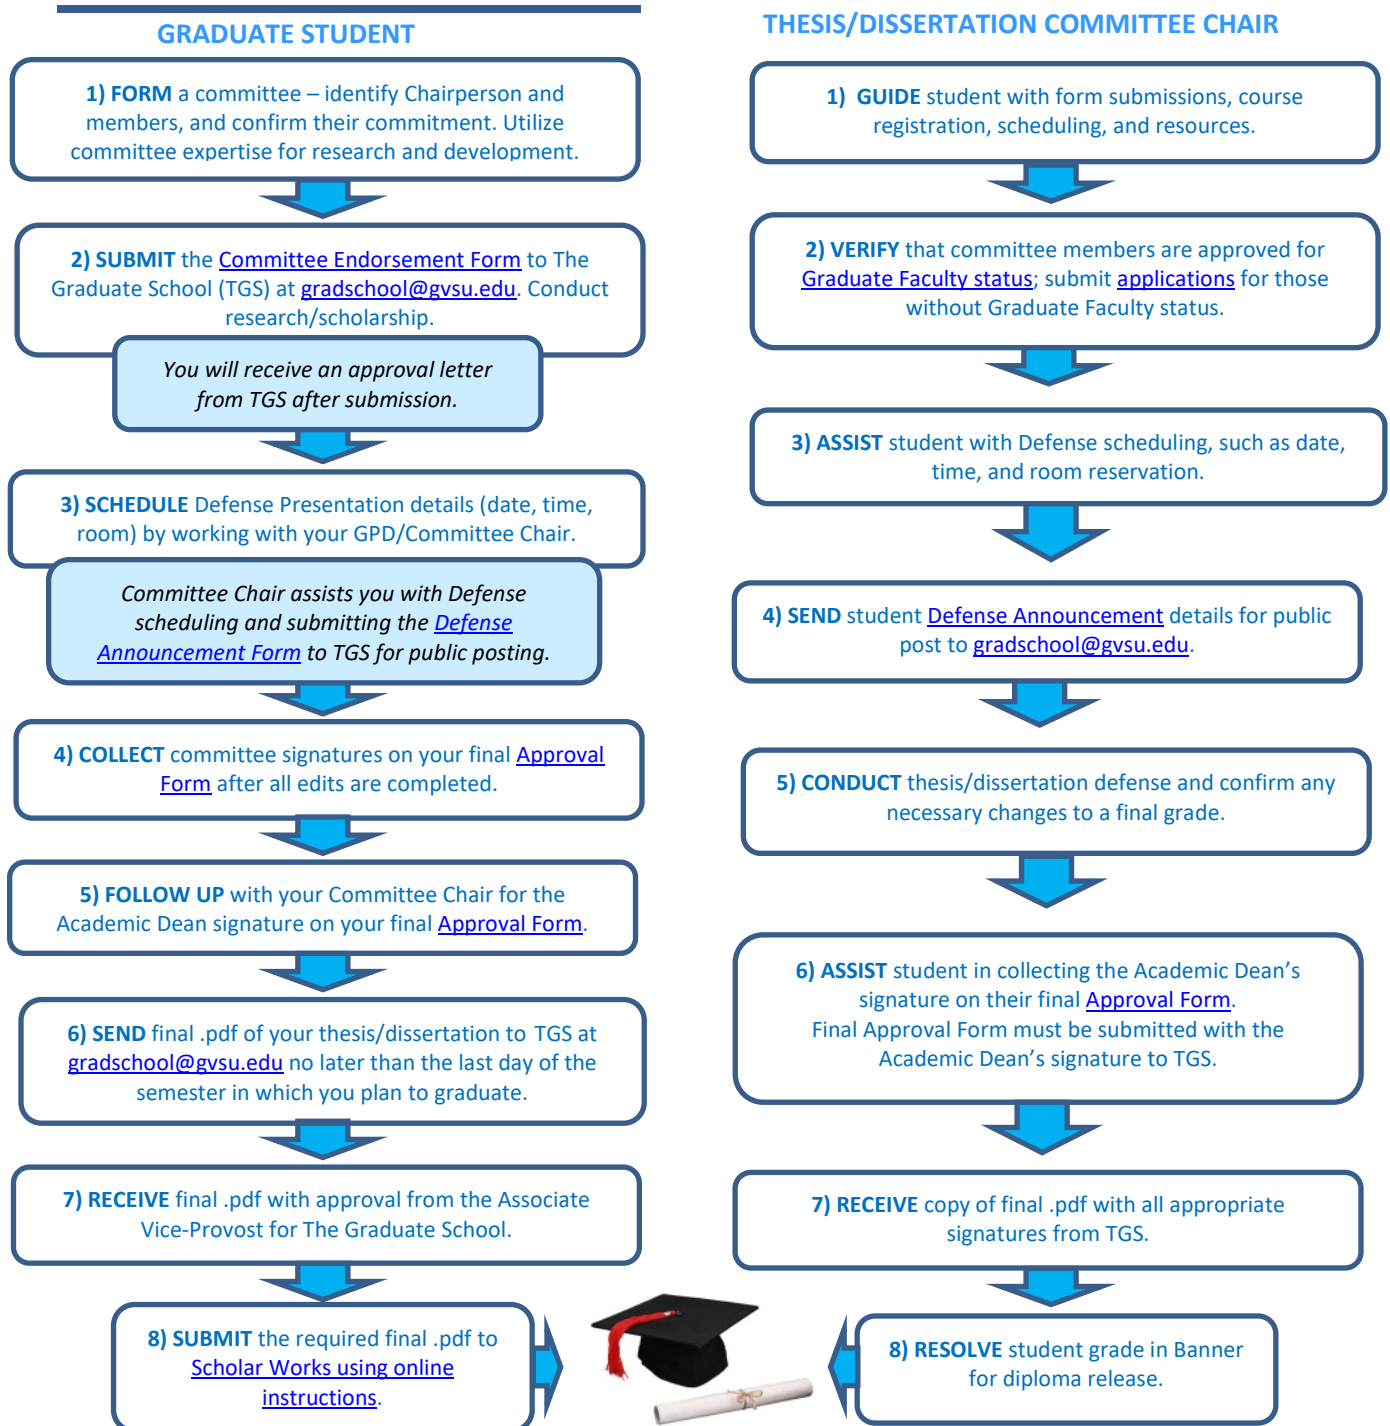 GRADUATE STUDENT
1) FORM a committee – identify Chairperson and
members, and confirm their commitment. Utilize
committee expertise for research and development.
2) SUBMIT the Committee Endorsement Form to The
Graduate School (TGS) at gradschool@gvsu.edu. Conduct
research/scholarship.
You will receive an approval letter
from TGS after submission.
3) SCHEDULE Defense Presentation details (date, time,
room) by working with your GPD/Committee Chair.
Committee Chair assists you with Defense
scheduling and submitting the Defense
Announcement Form to TGS for public posting.
4) COLLECT committee signatures on your final Approval
Form after all edits are completed.
5) FOLLOW UP with your Committee Chair for the
Academic Dean signature on your final Approval Form.
6) SEND final .pdf of your thesis/dissertation to TGS at
gradschool@gvsu.edu no later than the last day of the
semester in which you plan to graduate.
7) RECEIVE final .pdf with approval from the Associate
Vice-Provost for The Graduate School.
8) SUBMIT the required final .pdf to
Scholar Works using online
instructions.
THESIS/DISSERTATION COMMITTEE CHAIR
1) GUIDE student with form submissions, course
registration, scheduling, and resources.
2) VERIFY that committee members are approved for
Graduate Faculty status; submit applications for those
without Graduate Faculty status.
3) ASSIST student with Defense scheduling, such as date,
time, and room reservation.
4) SEND student Defense Announcement details for public
post to gradschool@gvsu.edu.
5) CONDUCT thesis/dissertation defense and confirm any
necessary changes to a final grade.
6) ASSIST student in collecting the Academic Dean’s
signature on their final Approval Form.
Final Approval Form must be submitted with the
Academic Dean’s signature to TGS.
7) RECEIVE copy of final .pdf with all appropriate
signatures from TGS.
8) RESOLVE student grade in Banner
for diploma release.